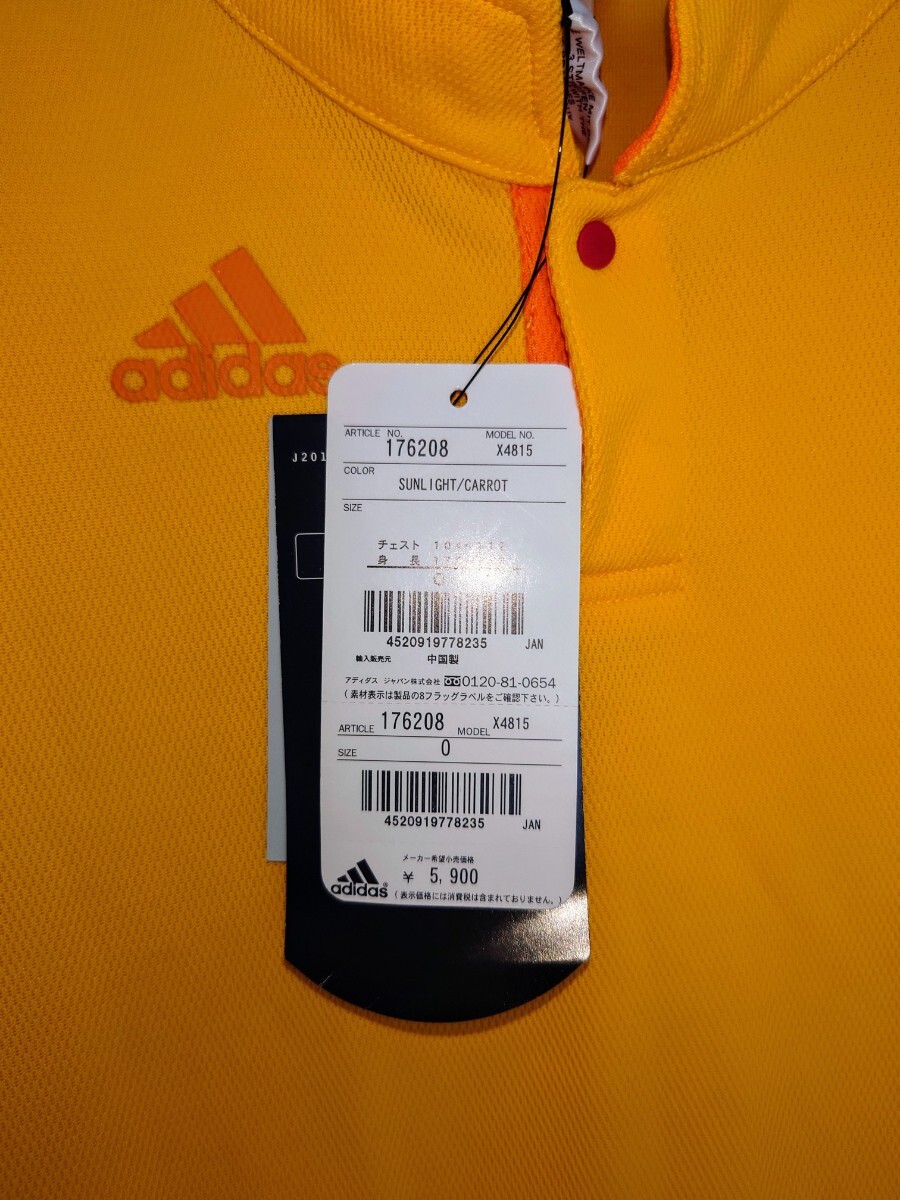 WELTMA
adidas
J201
ARTICLE NO. 176208 MODEL NO. X4815
COLOR
SUNLIGHT/CARROT
SIZE
チェスト
身 長
O
4520919778235 JAN
輸入販売元 中国製
アディダス ジャパン株式会社 0120-81-0654
(素材表示は製品の8フラッグラベルをご確認下さい。)
ARTICLE 176208 MODEL X4815
SIZE O
4520919778235 JAN
メーカー希望小売価格
¥ 5,900
adidas® (表示価格には消費税は含まれておりません。)